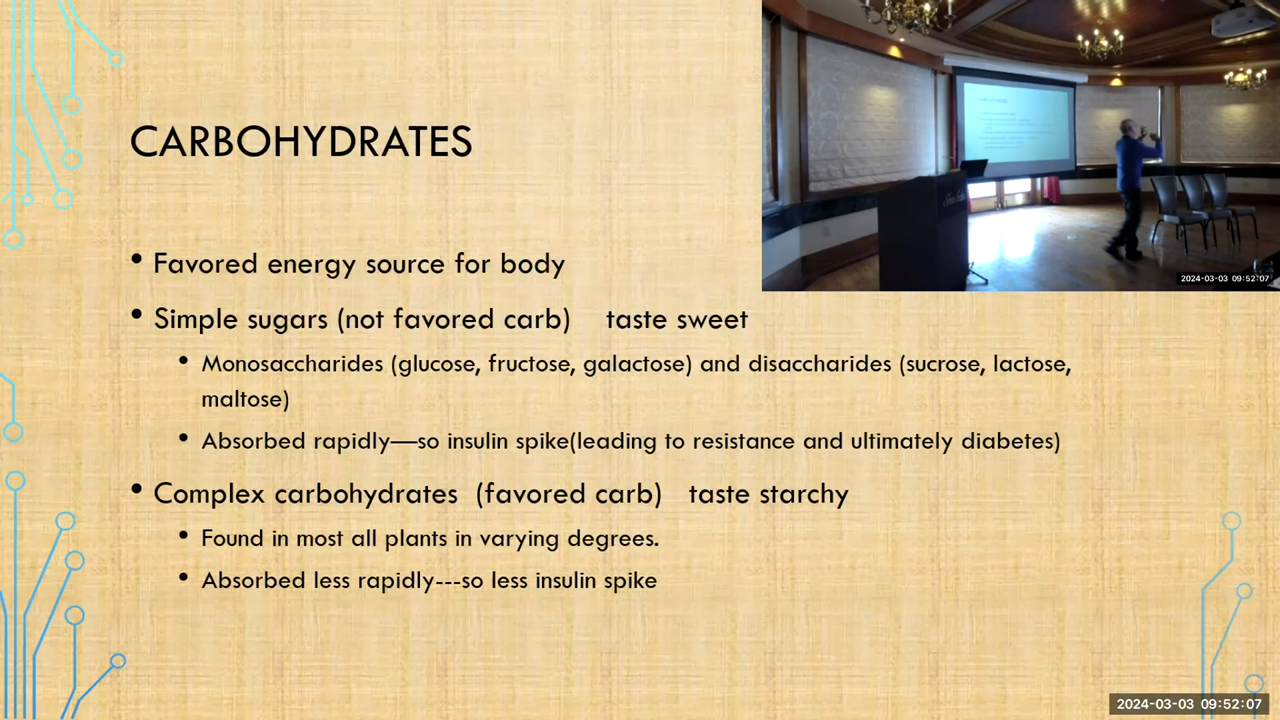 CARBOHYDRATES
• Favored energy source for body
• Simple sugars (not favored carb)    taste sweet
• Monosaccharides (glucose, fructose, galactose) and disaccharides (sucrose, lactose,
maltose)
• Absorbed rapidly—so insulin spike(leading to resistance and ultimately diabetes)
• Complex carbohydrates  (favored carb)   taste starchy
• Found in most all plants in varying degrees.
• Absorbed less rapidly---so less insulin spike
2024-03-03 09:52:07
2024-03-03 09:52:07